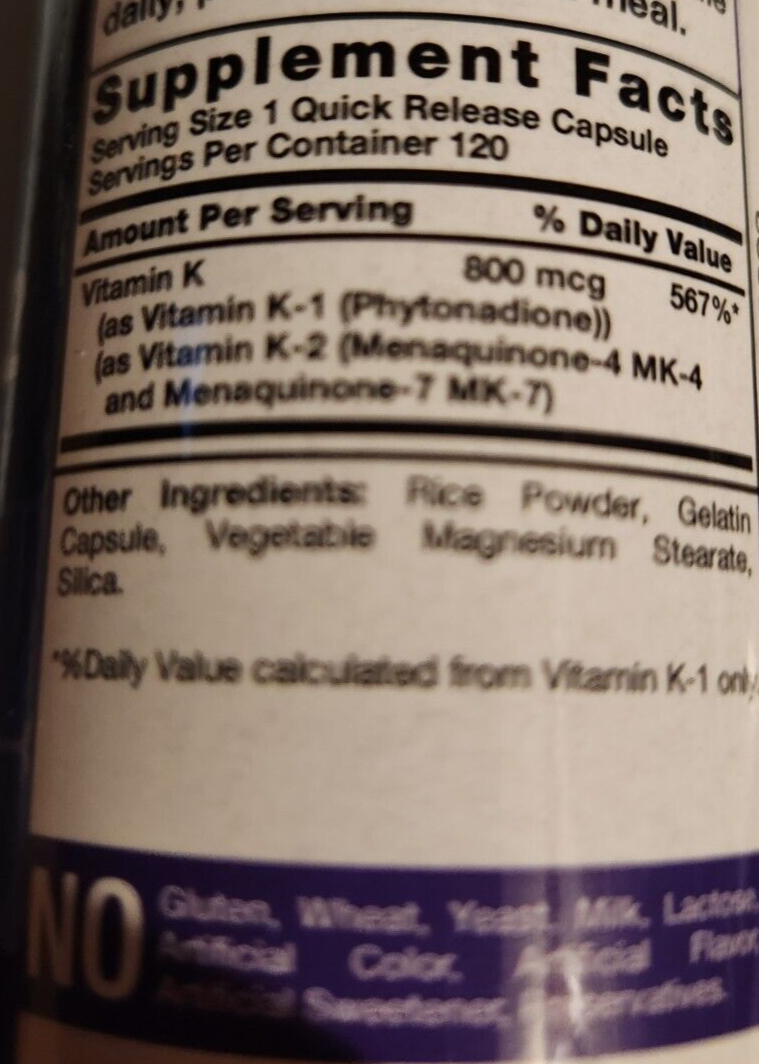 daily,
meal.
Supplement Facts
Serving Size 1 Quick Release Capsule
Servings Per Container 120
Amount Per Serving % Daily Value
Vitamin K 800 mcg 567%*
(as Vitamin K-1 (Phytonadione))
(as Vitamin K-2 (Menaquinone-4 MK-4
and Menaquinone-7 MK-7)
Other Ingredients: Rice Powder, Gelatin
Capsule, Vegetable Magnesium Stearate,
Silica.
*%Daily Value calculated from Vitamin K-1 only
NO
Gluten, Wheat, Yeast, Milk, Lactose,
Artificial Color, Artificial Flavor,
Artificial Sweetener, Preservatives.